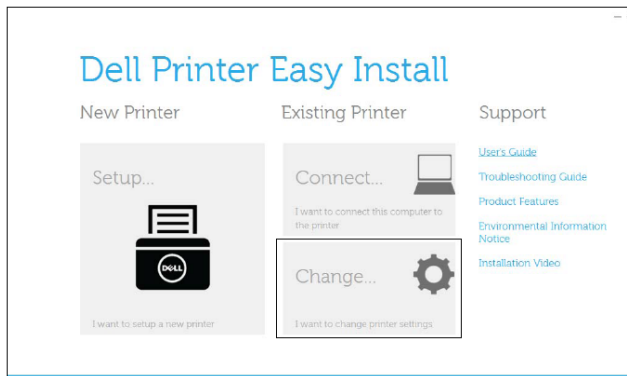 Dell Printer Easy Install
New Printer
Existing Printer
Support
Setup...
DELL
I want to setup a new printer
Connect...
I want to connect this computer to
the printer
Change...
I want to change printer settings
User's Guide
Troubleshooting Guide
Product Features
Environmental Information
Notice
Installation Video